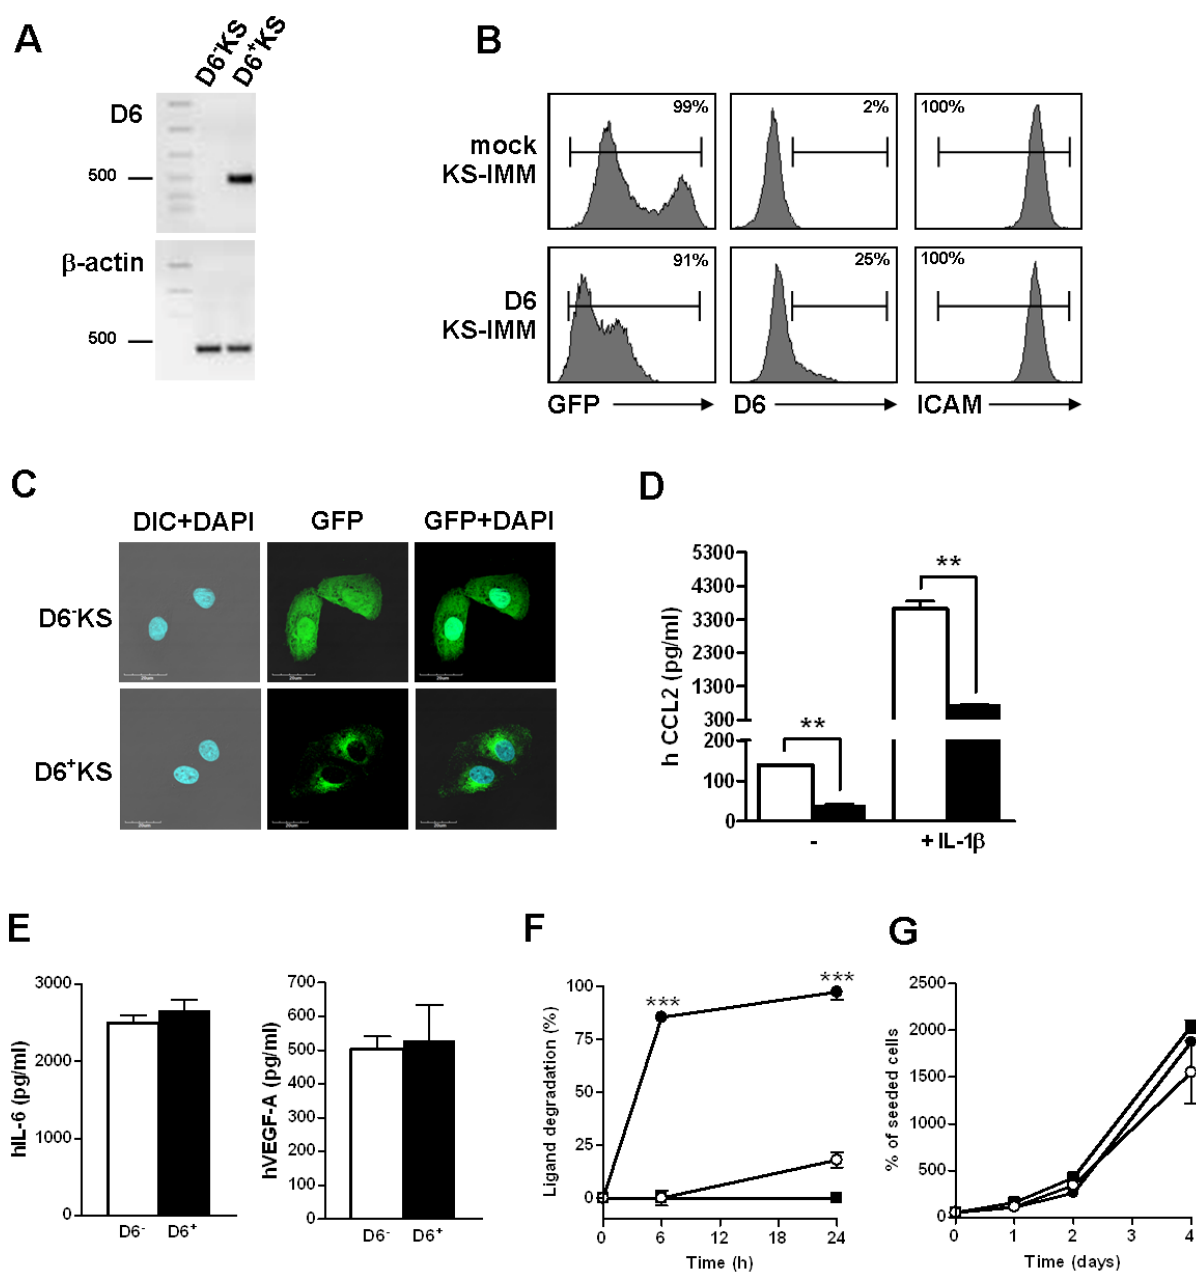 A
D6⁻KS
D6⁺KS
D6
500
β-actin
500
B
mock
KS-IMM
99%
2%
100%
D6
KS-IMM
91%
25%
100%
GFP
D6
ICAM
C
DIC+DAPI
GFP
GFP+DAPI
D6⁻KS
20um
D6⁺KS
20um
D
h CCL2 (pg/ml)
5300
4300
3300
2300
1300
300
200
100
0
**
**
-
+ IL-1β
E
hIL-6 (pg/ml)
3000
2000
1000
0
D6⁻
D6⁺
hVEGF-A (pg/ml)
700
600
500
400
300
200
100
0
D6⁻
D6⁺
F
Ligand degradation (%)
100
75
50
25
0
***
***
0
6
12
18
24
Time (h)
G
% of seeded cells
2500
2000
1500
1000
500
0
0
1
2
3
4
Time (days)